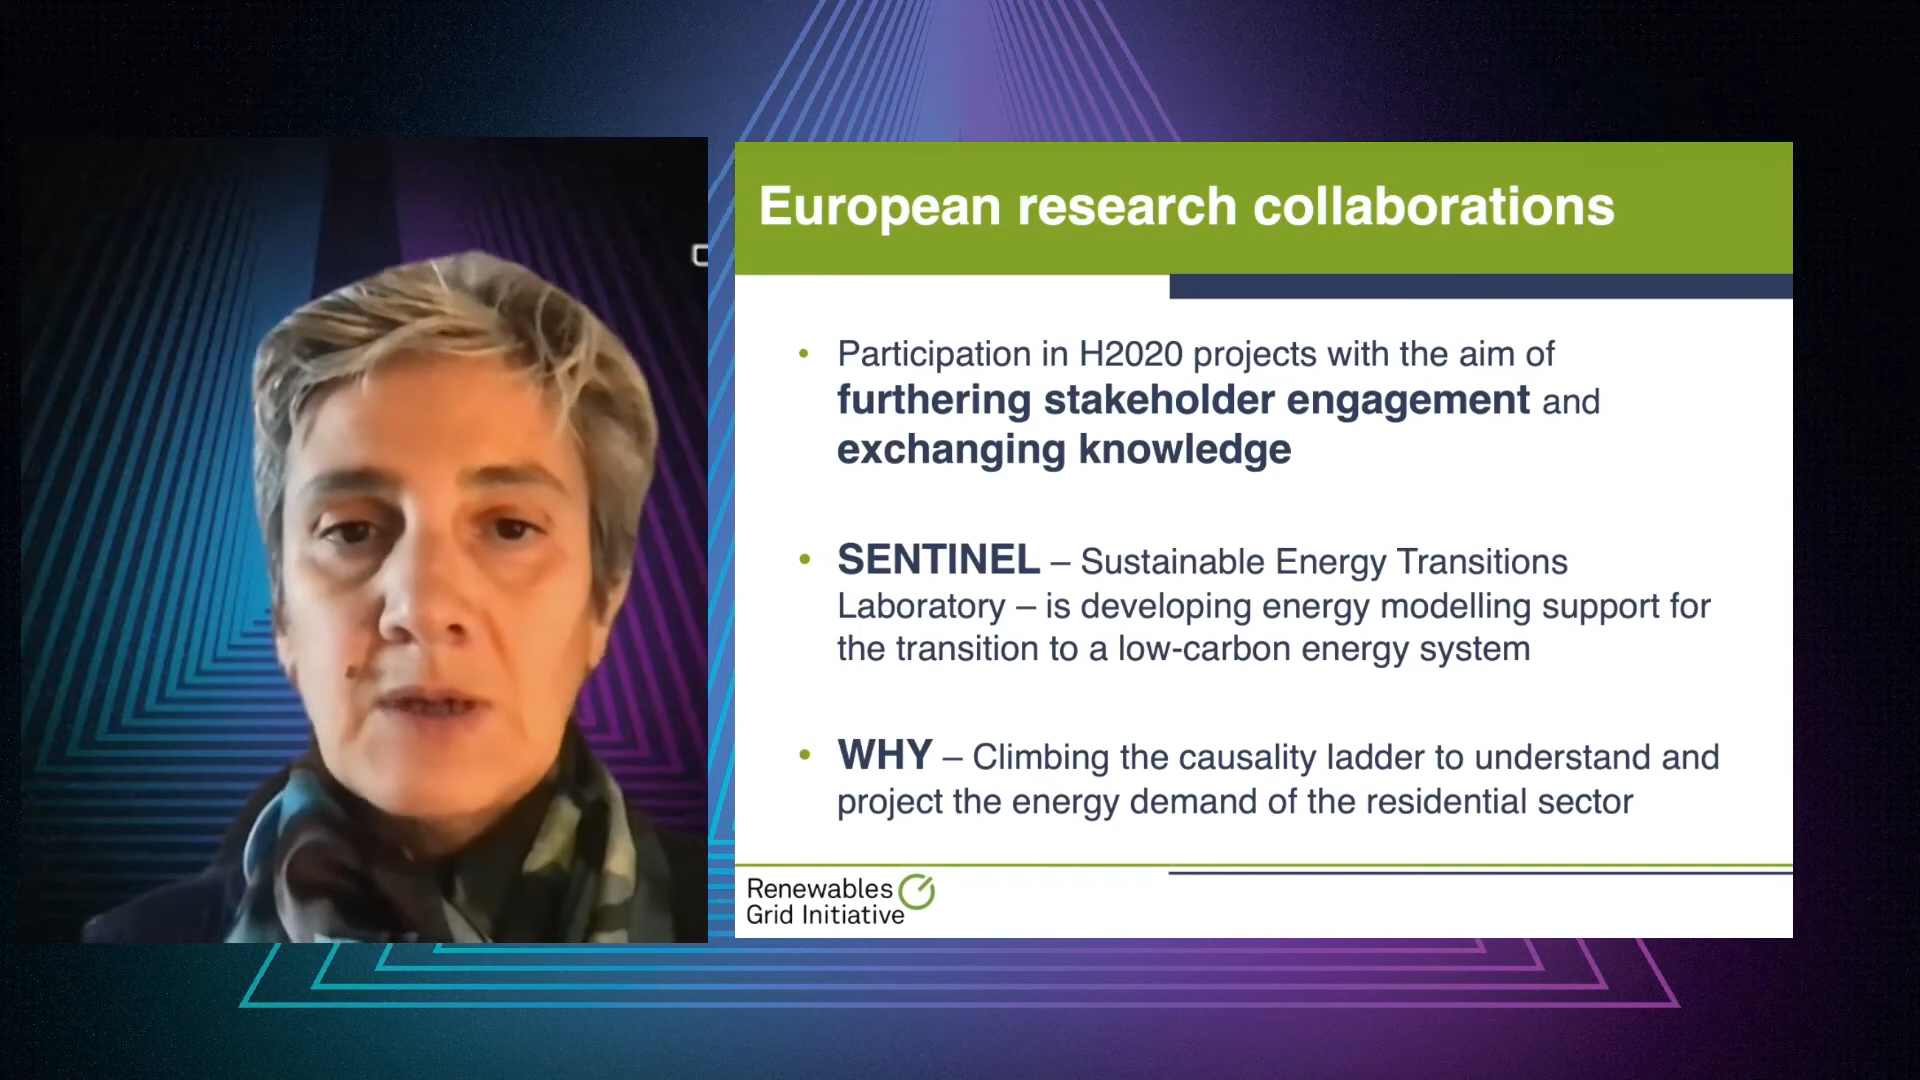 European research collaborations
• Participation in H2020 projects with the aim of
furthering stakeholder engagement and
exchanging knowledge
• SENTINEL – Sustainable Energy Transitions
Laboratory – is developing energy modelling support for
the transition to a low-carbon energy system
• WHY – Climbing the causality ladder to understand and
project the energy demand of the residential sector
Renewables
Grid Initiative